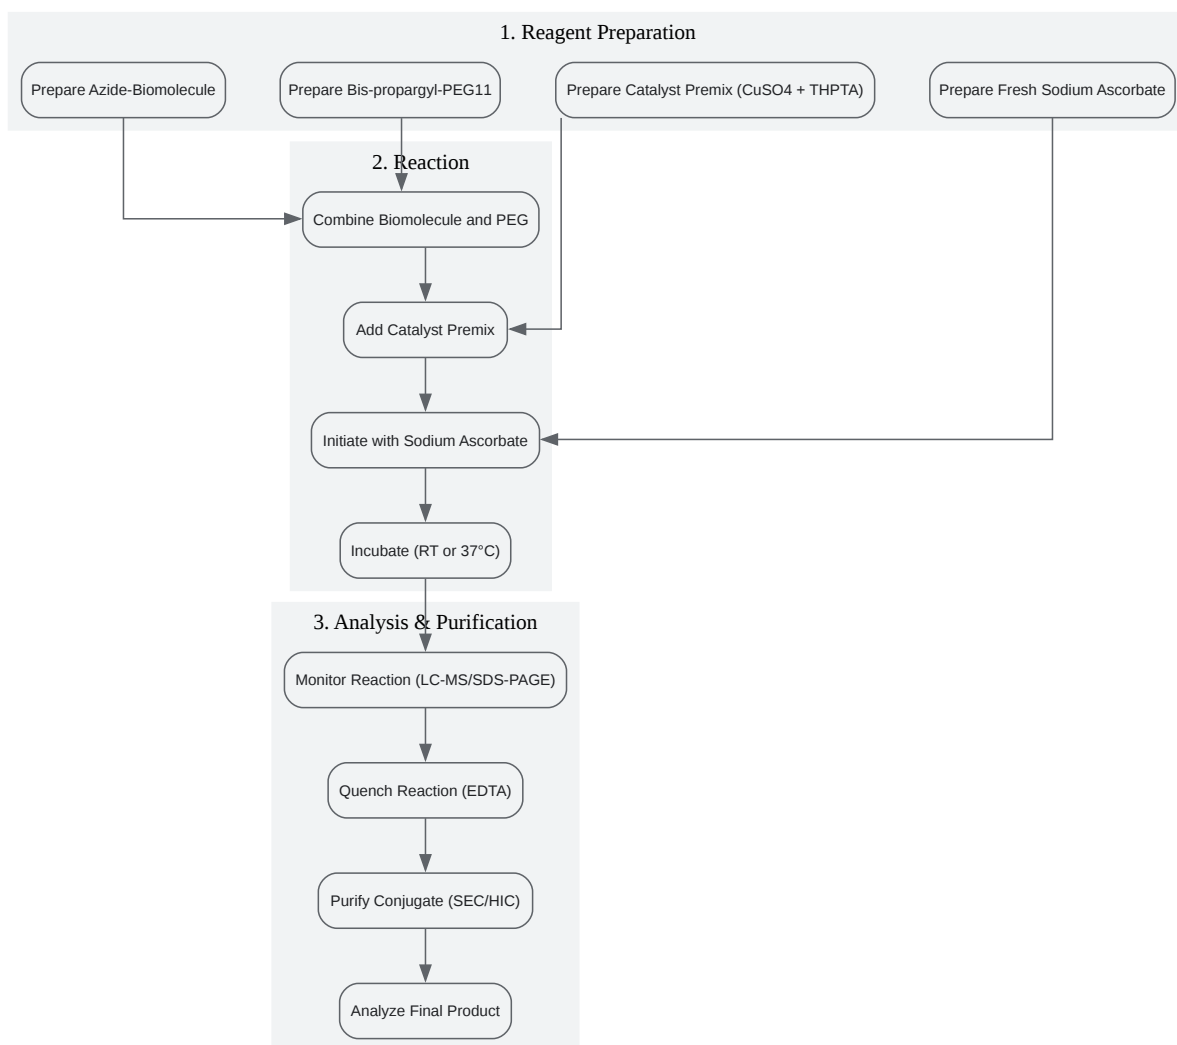 1. Reagent Preparation
Prepare Azide-Biomolecule
Prepare Bis-propargyl-PEG11
Prepare Catalyst Premix (CuSO4 + THPTA)
Prepare Fresh Sodium Ascorbate
2. Reaction
Combine Biomolecule and PEG
Add Catalyst Premix
Initiate with Sodium Ascorbate
Incubate (RT or 37°C)
3. Analysis & Purification
Monitor Reaction (LC-MS/SDS-PAGE)
Quench Reaction (EDTA)
Purify Conjugate (SEC/HIC)
Analyze Final Product